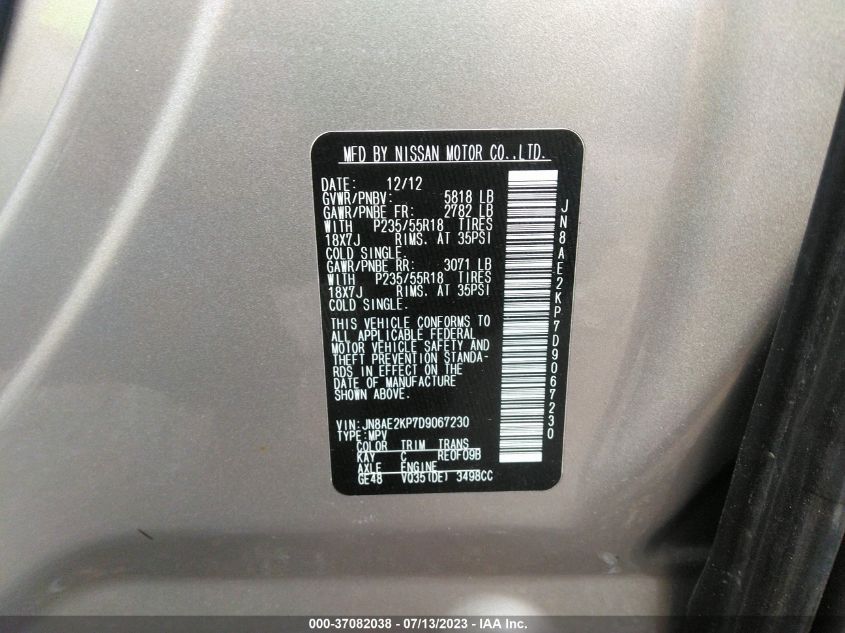 MFD BY NISSAN MOTOR CO.,LTD.
DATE: 12/12
GVWR/PNBV: 5818 LB
GAWR/PNBE FR: 2782 LB
WITH P235/55R18 TIRES
18X7J RIMS. AT 35PSI
COLD SINGLE.
GAWR/PNBE RR: 3071 LB
WITH P235/55R18 TIRES
18X7J RIMS. AT 35PSI
COLD SINGLE.
THIS VEHICLE CONFORMS TO
ALL APPLICABLE FEDERAL
MOTOR VEHICLE SAFETY AND
THEFT PREVENTION STANDA-
RDS IN EFFECT ON THE
DATE OF MANUFACTURE
SHOWN ABOVE.
VIN: JN8AE2KP7D9067230
TYPE: MPV
COLOR TRIM TRANS
KAY C RE0F09B
AXLE ENGINE
GE48 VQ35(DE) 3498CC
JN8AE2KP7D9067230
000-37082038 - 07/13/2023 - IAA Inc.